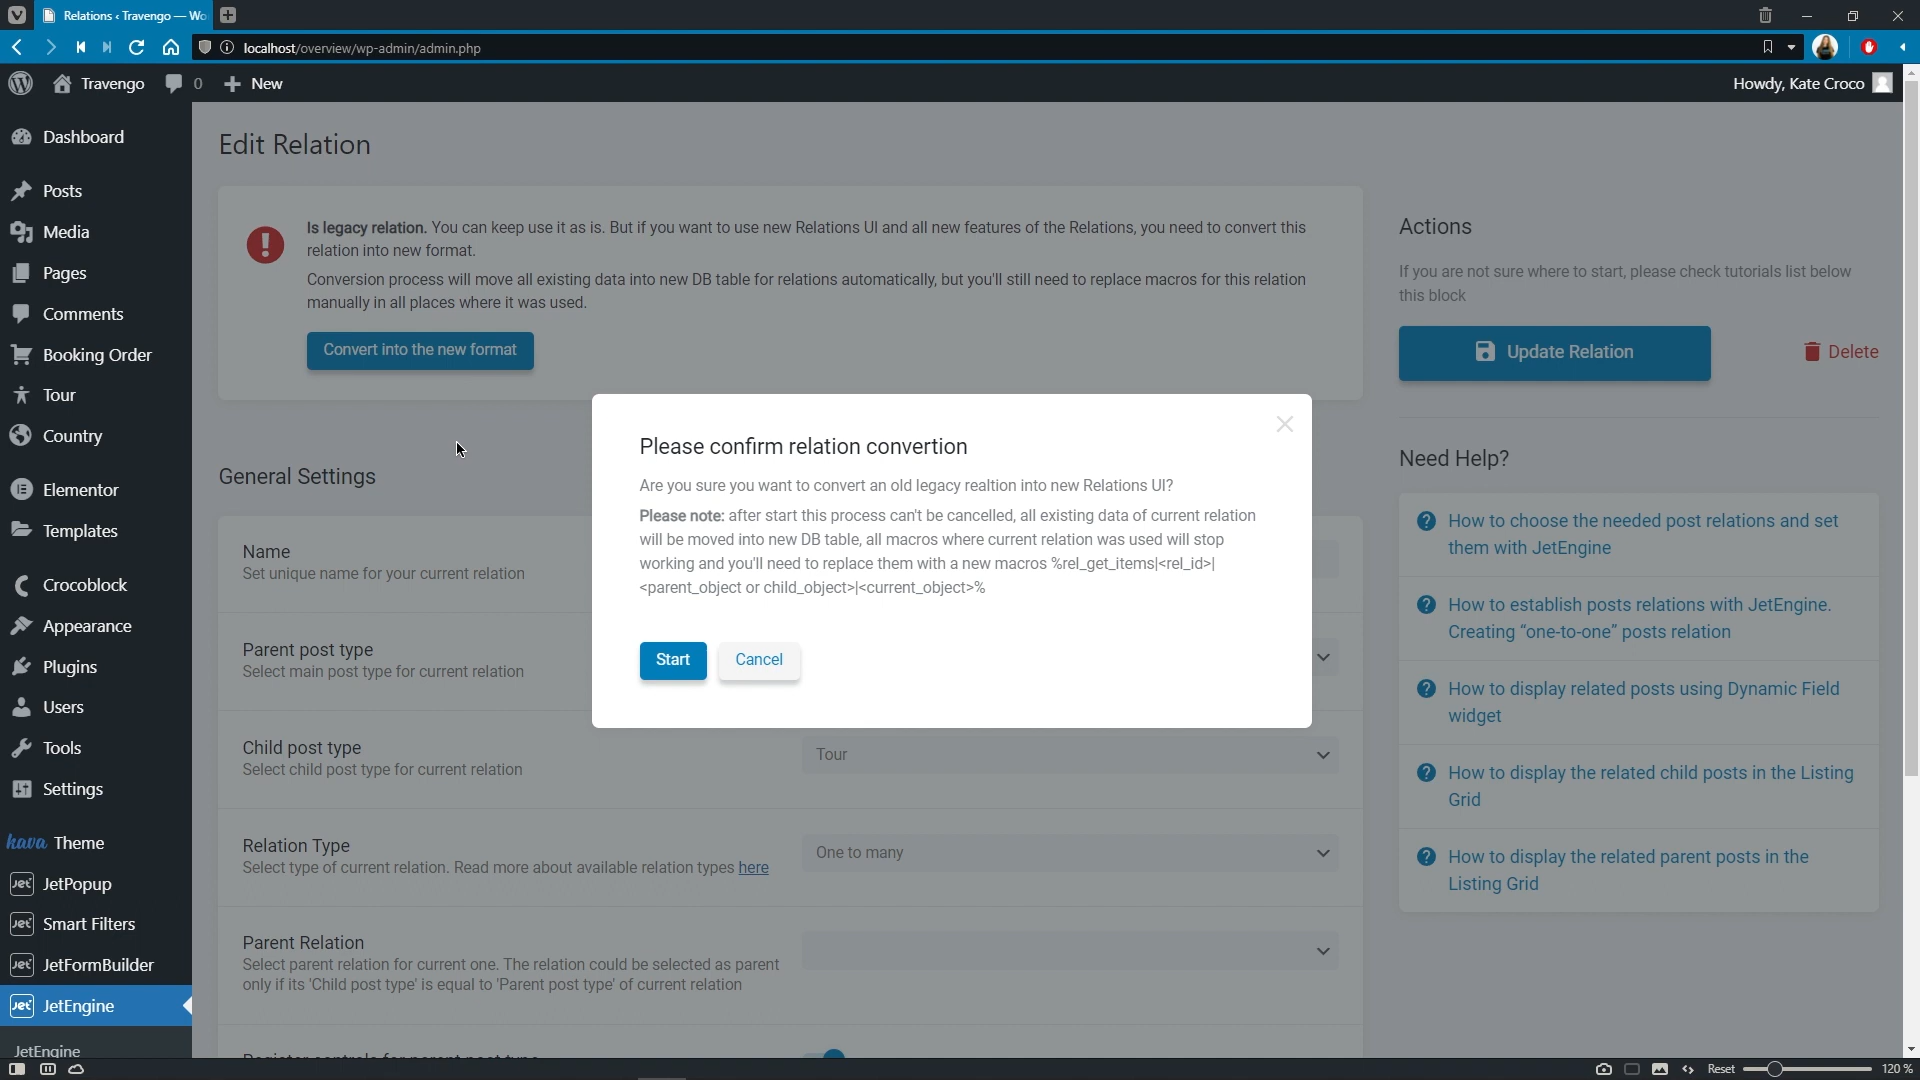 Relations ‹ Travengo — Wo
localhost/overview/wp-admin/admin.php
Travengo
0
New
Howdy, Kate Croco
Dashboard
Posts
Media
Pages
Comments
Booking Order
Tour
Country
Elementor
Templates
Crocoblock
Appearance
Plugins
Users
Tools
Settings
hava Theme
Jet JetPopup
Jet Smart Filters
Jet JetFormBuilder
Jet JetEngine
JetEngine
Edit Relation
Is legacy relation. You can keep use it as is. But if you want to use new Relations UI and all new features of the Relations, you need to convert this
relation into new format.
Conversion process will move all existing data into new DB table for relations automatically, but you'll still need to replace macros for this relation
manually in all places where it was used.
Convert into the new format
General Settings
Name
Set unique name for your current relation
Parent post type
Select main post type for current relation
Child post type
Select child post type for current relation
Tour
Relation Type
Select type of current relation. Read more about available relation types here
One to many
Parent Relation
Select parent relation for current one. The relation could be selected as parent
only if its 'Child post type' is equal to 'Parent post type' of current relation
Register controls for parent post type
Please confirm relation convertion
Are you sure you want to convert an old legacy realtion into new Relations UI?
Please note: after start this process can't be cancelled, all existing data of current relation
will be moved into new DB table, all macros where current relation was used will stop
working and you'll need to replace them with a new macros %rel_get_items|<rel_id>|
<parent_object or child_object>|<current_object>%
Start
Cancel
Actions
If you are not sure where to start, please check tutorials list below
this block
Update Relation
Delete
Need Help?
How to choose the needed post relations and set
them with JetEngine
How to establish posts relations with JetEngine.
Creating “one-to-one” posts relation
How to display related posts using Dynamic Field
widget
How to display the related child posts in the Listing
Grid
How to display the related parent posts in the
Listing Grid
Reset
120 %